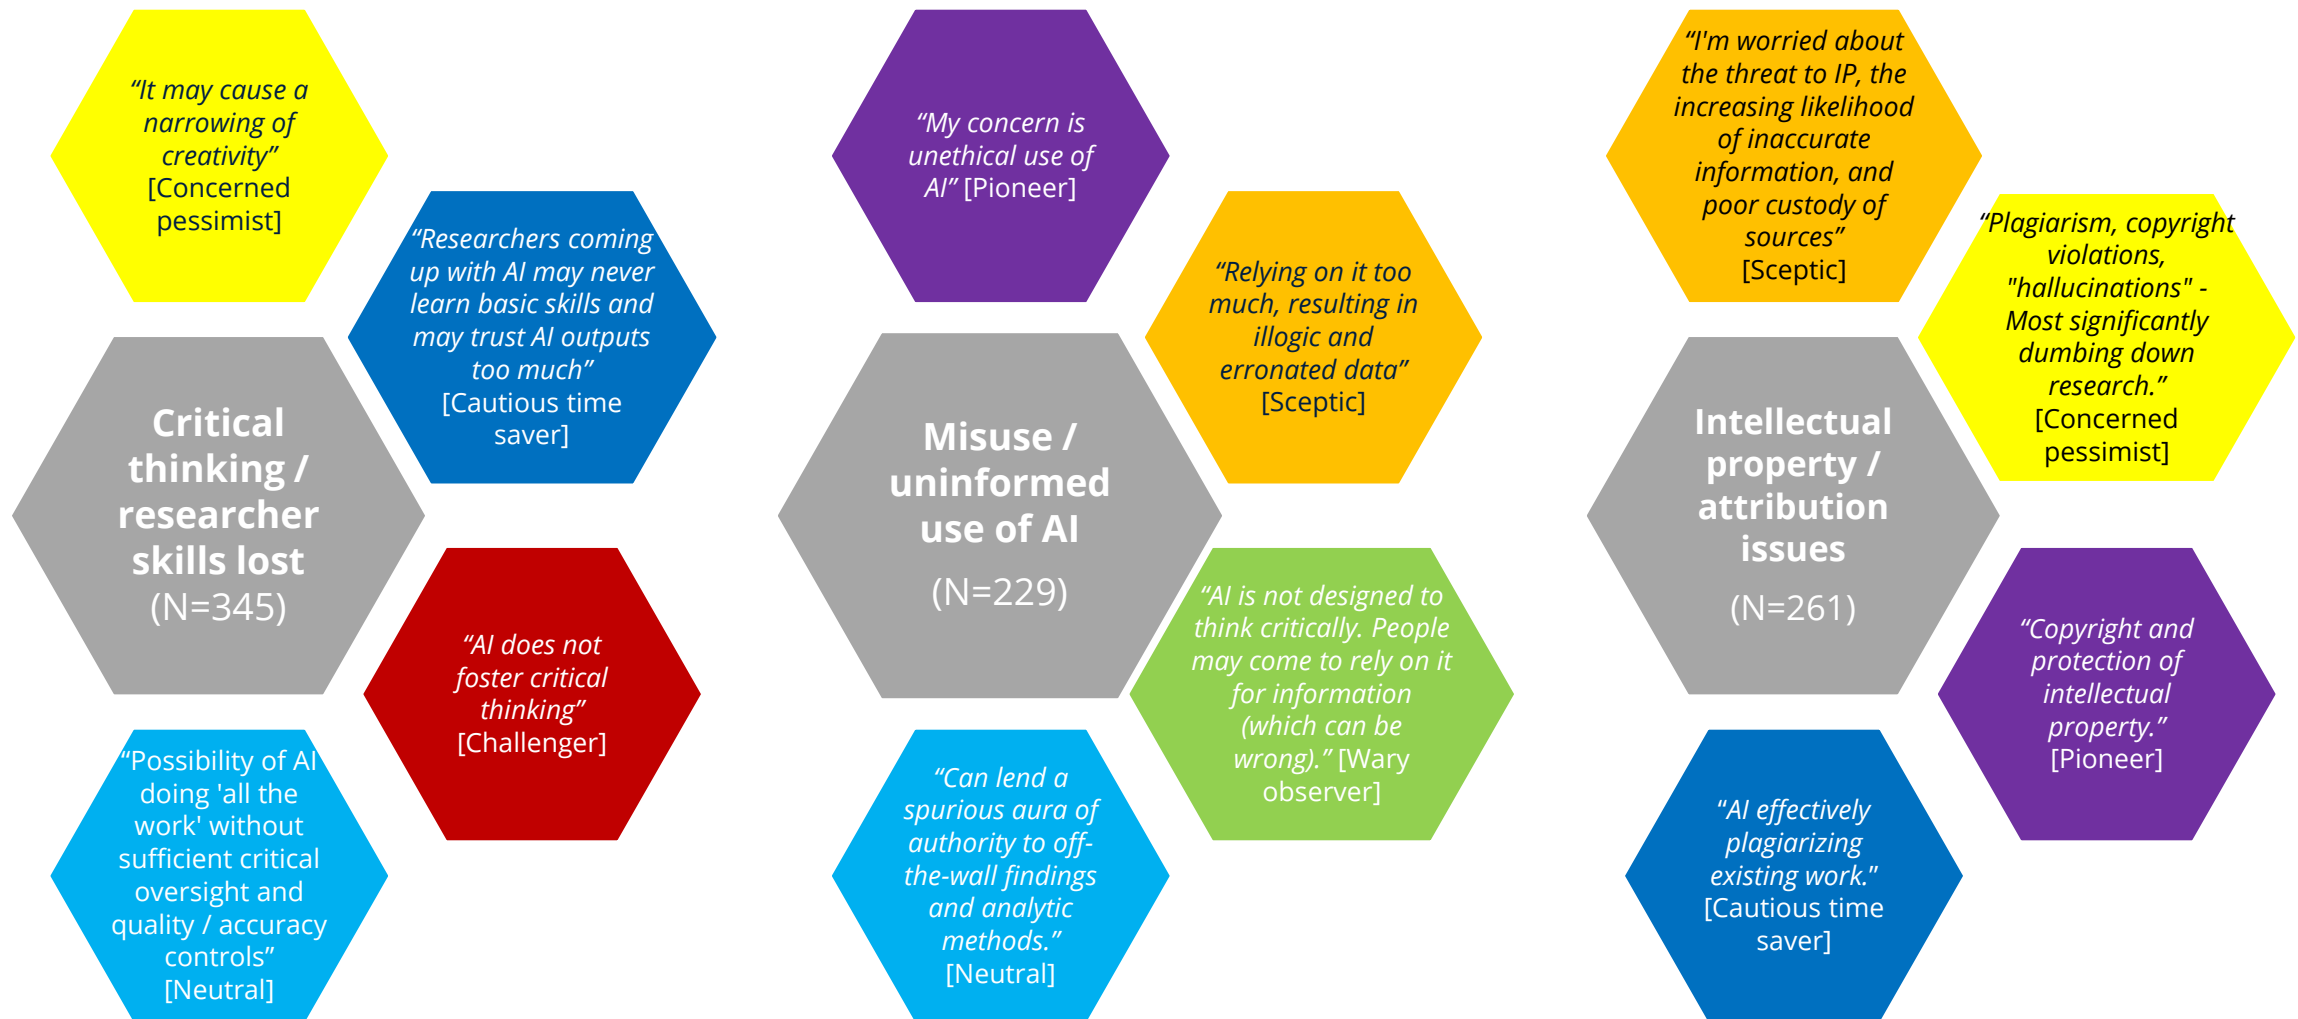 “It may cause a
narrowing of
creativity”
[Concerned
pessimist]
“Researchers coming
up with AI may never
learn basic skills and
may trust AI outputs
too much”
[Cautious time
saver]
Critical
thinking /
researcher
skills lost
(N=345)
“AI does not
foster critical
thinking”
[Challenger]
“Possibility of AI
doing 'all the
work' without
sufficient critical
oversight and
quality / accuracy
controls”
[Neutral]
“My concern is
unethical use of
AI” [Pioneer]
“Relying on it too
much, resulting in
illogic and
erronated data”
[Sceptic]
Misuse /
uninformed
use of AI
(N=229)
“AI is not designed to
think critically. People
may come to rely on it
for information
(which can be
wrong).” [Wary
observer]
“Can lend a
spurious aura of
authority to off-
the-wall findings
and analytic
methods.”
[Neutral]
“I'm worried about
the threat to IP, the
increasing likelihood
of inaccurate
information, and
poor custody of
sources”
[Sceptic]
“Plagiarism, copyright
violations,
"hallucinations" -
Most significantly
dumbing down
research.”
[Concerned
pessimist]
Intellectual
property /
attribution
issues
(N=261)
“Copyright and
protection of
intellectual
property.”
[Pioneer]
“AI effectively
plagiarizing
existing work.”
[Cautious time
saver]